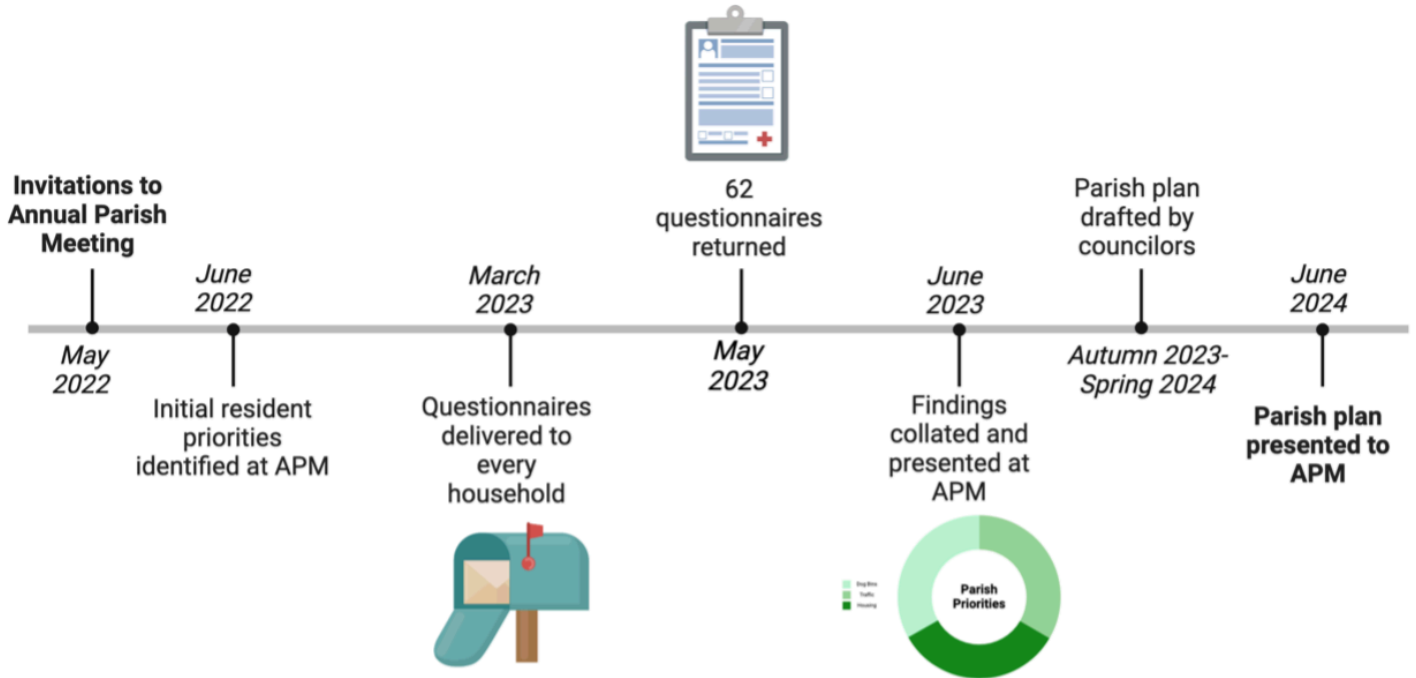 Invitations to
Annual Parish
Meeting
May
2022
June
2022
Initial resident
priorities
identified at APM
March
2023
Questionnaires
delivered to
every
household
62
questionnaires
returned
May
2023
June
2023
Findings
collated and
presented at
APM
Dog Bins
Traffic
Housing
Parish
Priorities
Parish plan
drafted by
councilors
Autumn 2023-
Spring 2024
June
2024
Parish plan
presented to
APM